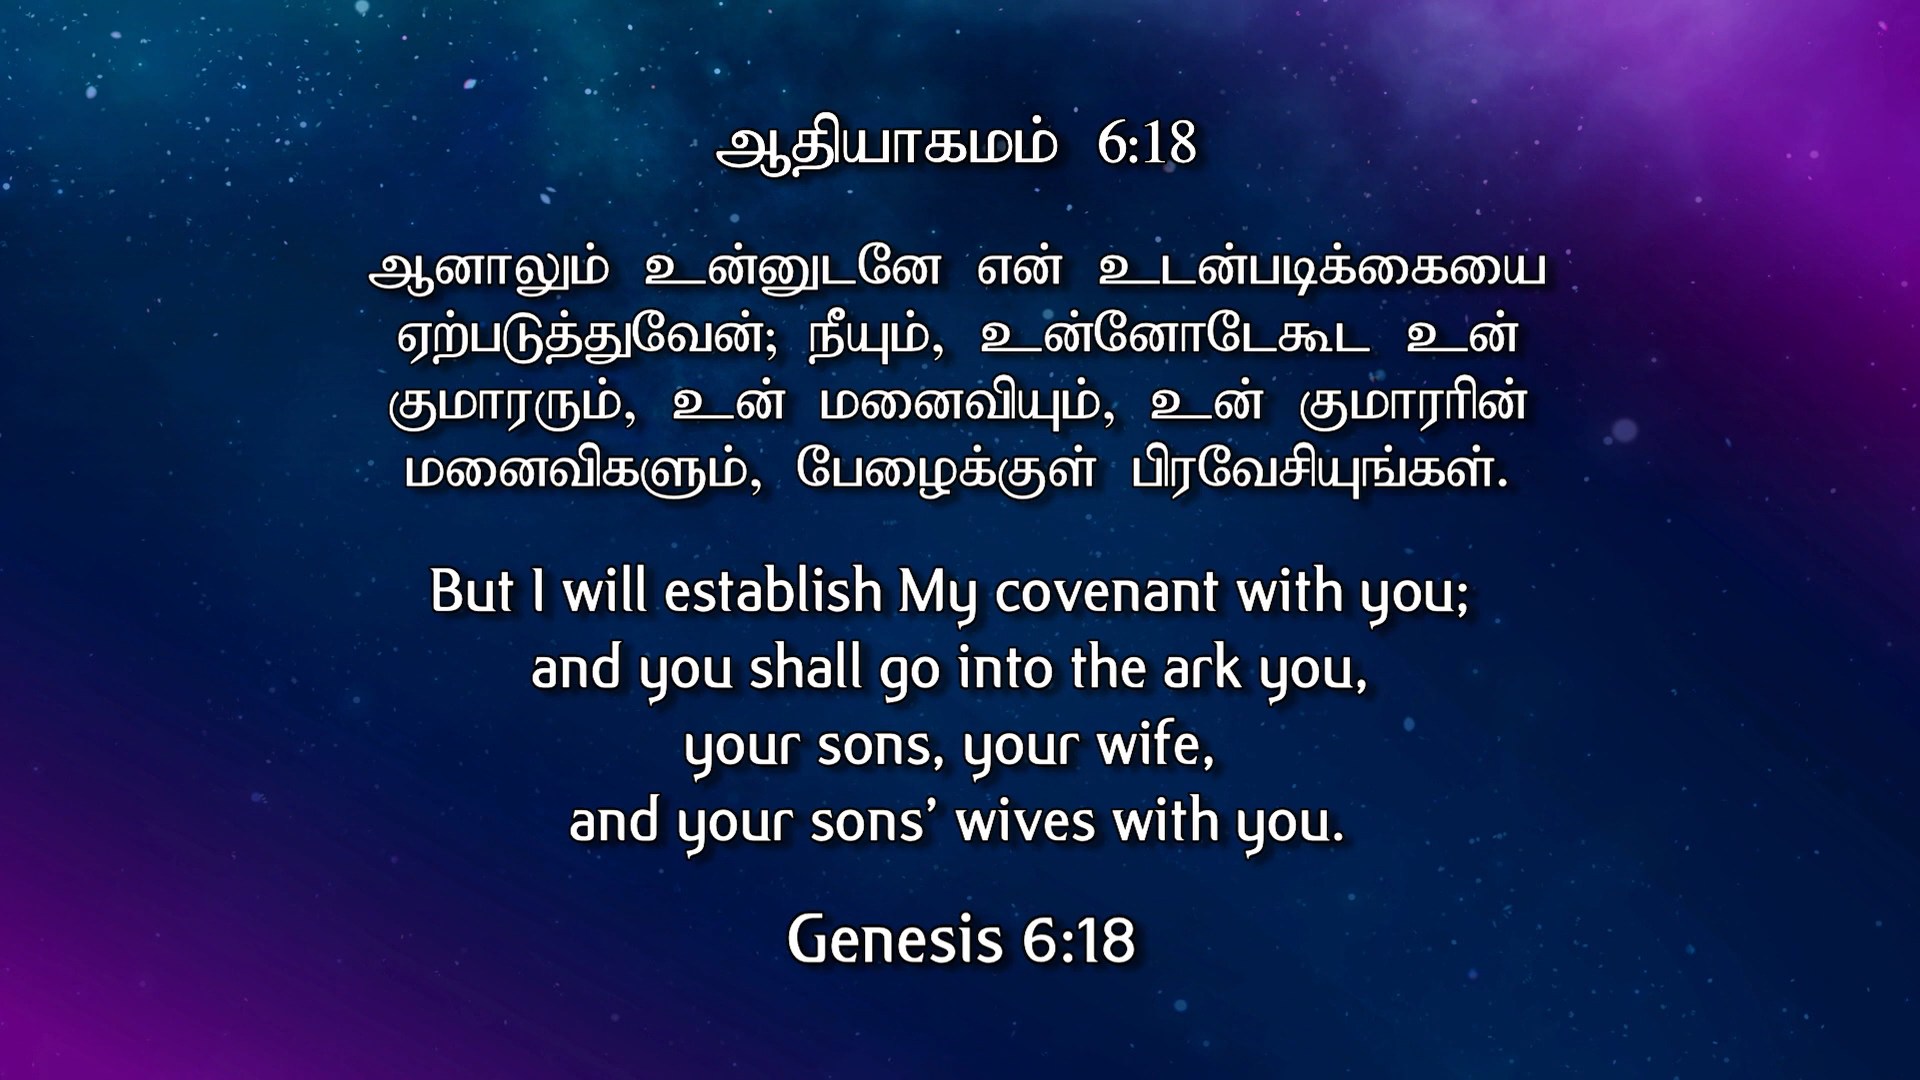 ஆதியாகமம் 6:18
ஆனாலும் உன்னுடனே என் உடன்படிக்கையை
ஏற்படுத்துவேன்; நீயும், உன்னோடேகூட உன்
குமாரரும், உன் மனைவியும், உன் குமாரரின்
மனைவிகளும், பேழைக்குள் பிரவேசியுங்கள்.
But I will establish My covenant with you;
and you shall go into the ark you,
your sons, your wife,
and your sons’ wives with you.
Genesis 6:18